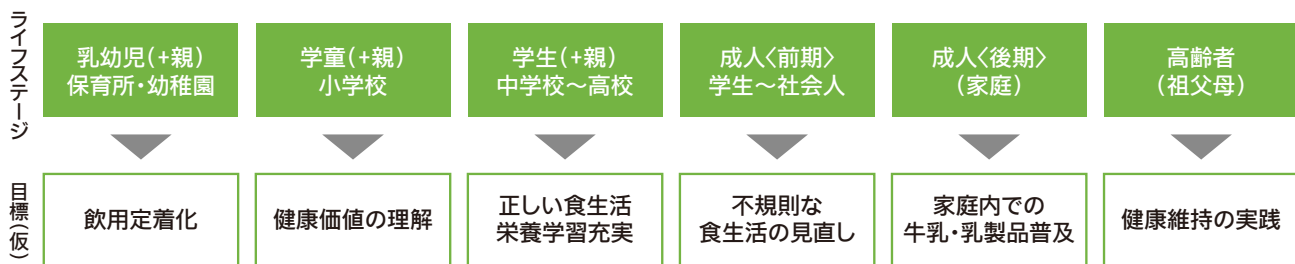 ライフステージ
乳幼児(+親)
保育所・幼稚園
学童(+親)
小学校
学生(+親)
中学校〜高校
成人〈前期〉
学生〜社会人
成人〈後期〉
(家庭)
高齢者
(祖父母)
目標(仮)
飲用定着化
健康価値の理解
正しい食生活
栄養学習充実
不規則な
食生活の見直し
家庭内での
牛乳・乳製品普及
健康維持の実践